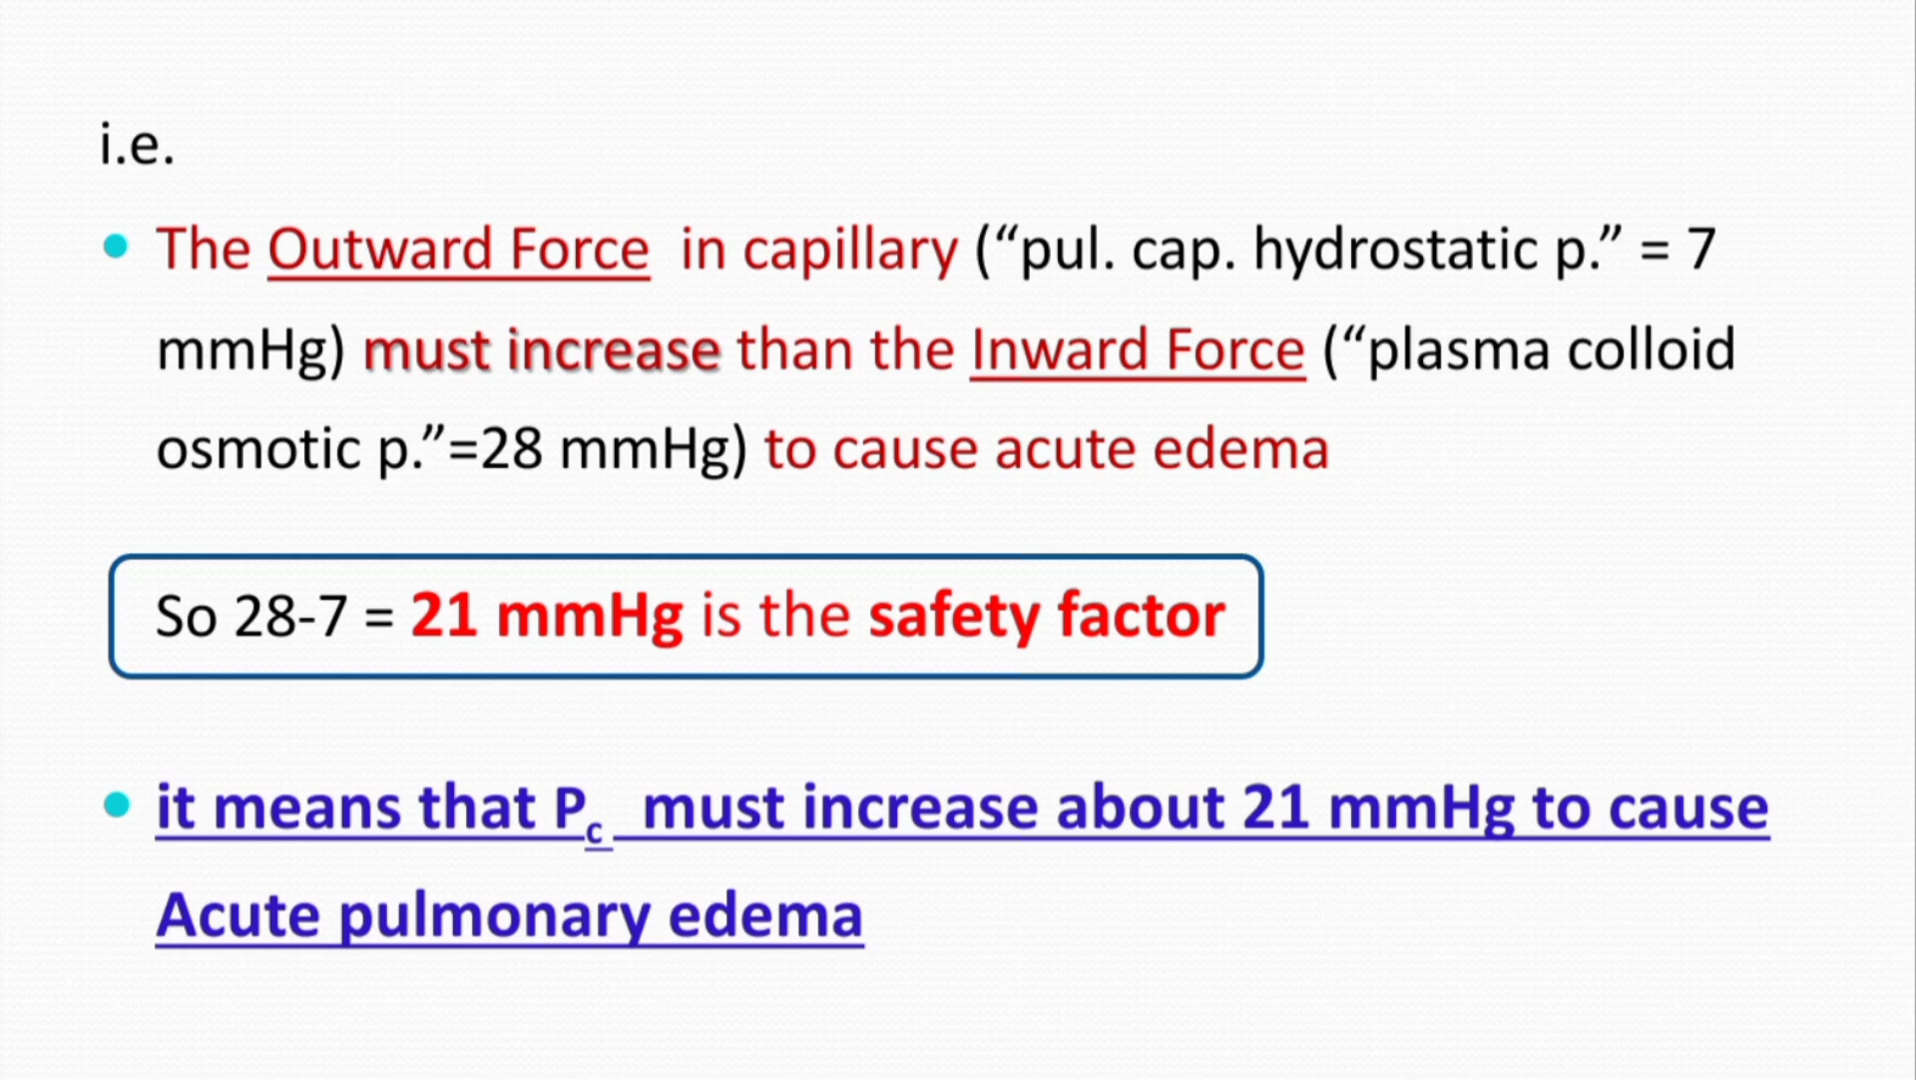 i.e.
The Outward Force in capillary (“pul. cap. hydrostatic p.” = 7
mmHg) must increase than the Inward Force (“plasma colloid
osmotic p.”=28 mmHg) to cause acute edema
So 28-7 = 21 mmHg is the safety factor
it means that Pc must increase about 21 mmHg to cause
Acute pulmonary edema